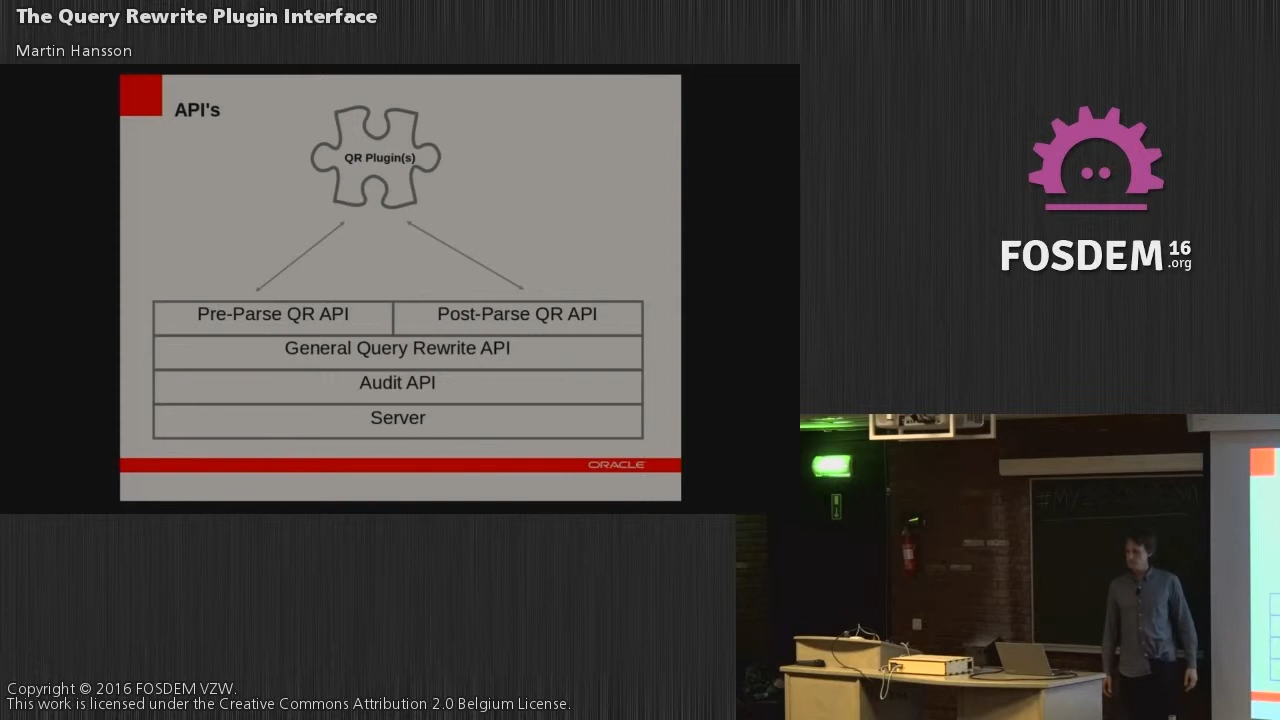 The Query Rewrite Plugin Interface
Martin Hansson
API's
QR Plugin(s)
Pre-Parse QR API
Post-Parse QR API
General Query Rewrite API
Audit API
Server
ORACLE
FOSDEM 16
.org
Copyright © 2016 FOSDEM VZW.
This work is licensed under the Creative Commons Attribution 2.0 Belgium License.